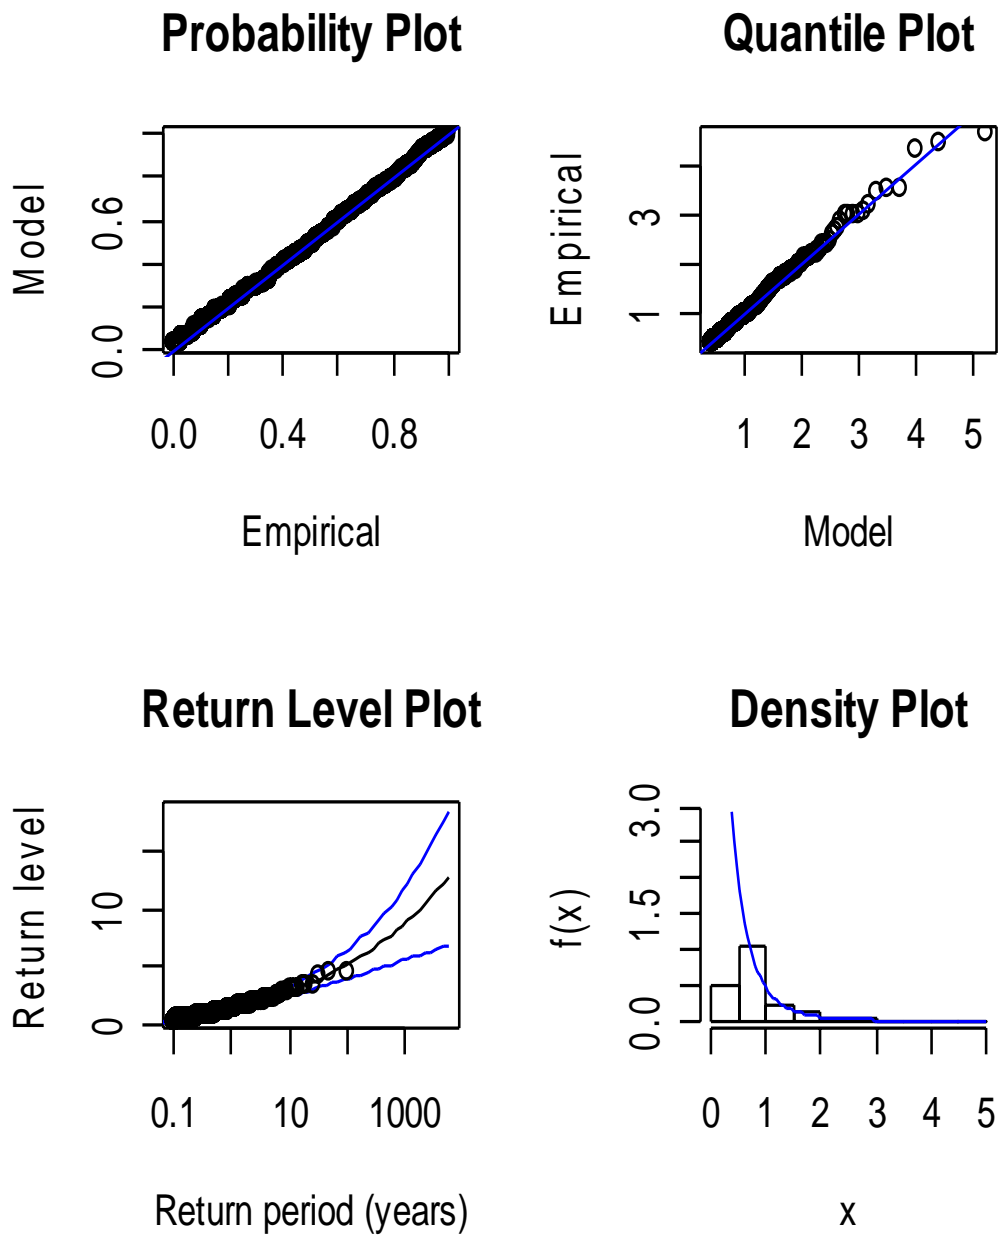 Probability Plot
Model
0.0 0.6
0.0 0.4 0.8
Empirical
Quantile Plot
Empirical
1 3
1 2 3 4 5
Model
Return Level Plot
Return level
0 10
0.1 10 1000
Return period (years)
Density Plot
f(x)
0.0 1.5 3.0
0 1 2 3 4 5
x